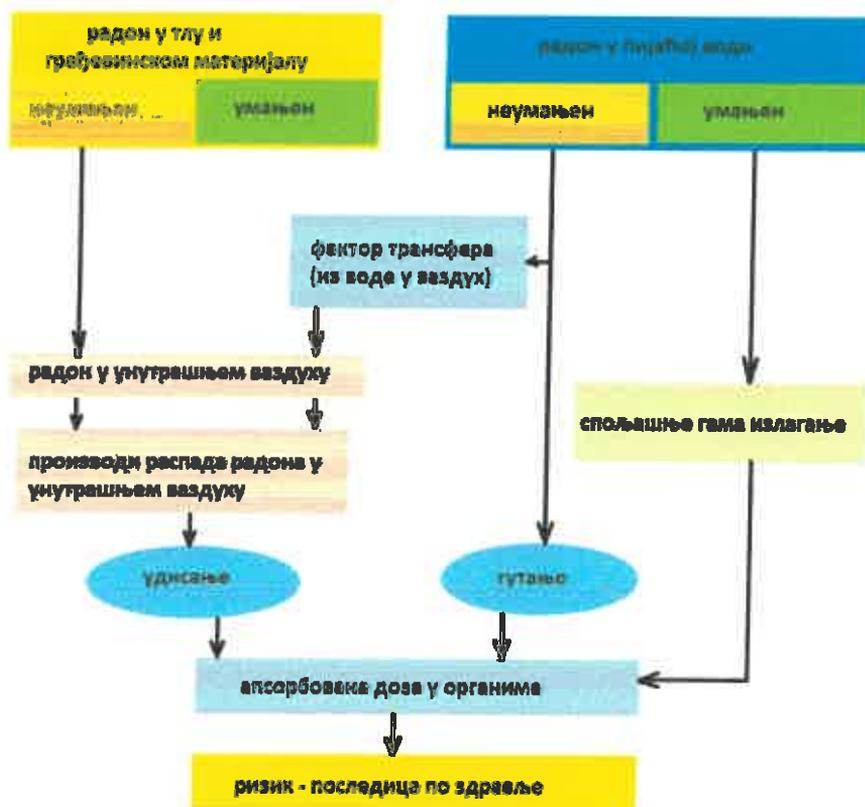 радон у тлу и
грађевинском материјалу
неумањен
умањен
радон у пијаћој води
неумањен
умањен
фактор трансфера
(из воде у ваздух)
радон у унутрашњем ваздуху
спољашње гама излагање
производи распада радона у
унутрашњем ваздуху
удисање
гутање
апсорбована доза у органима
ризик - последица по здравље